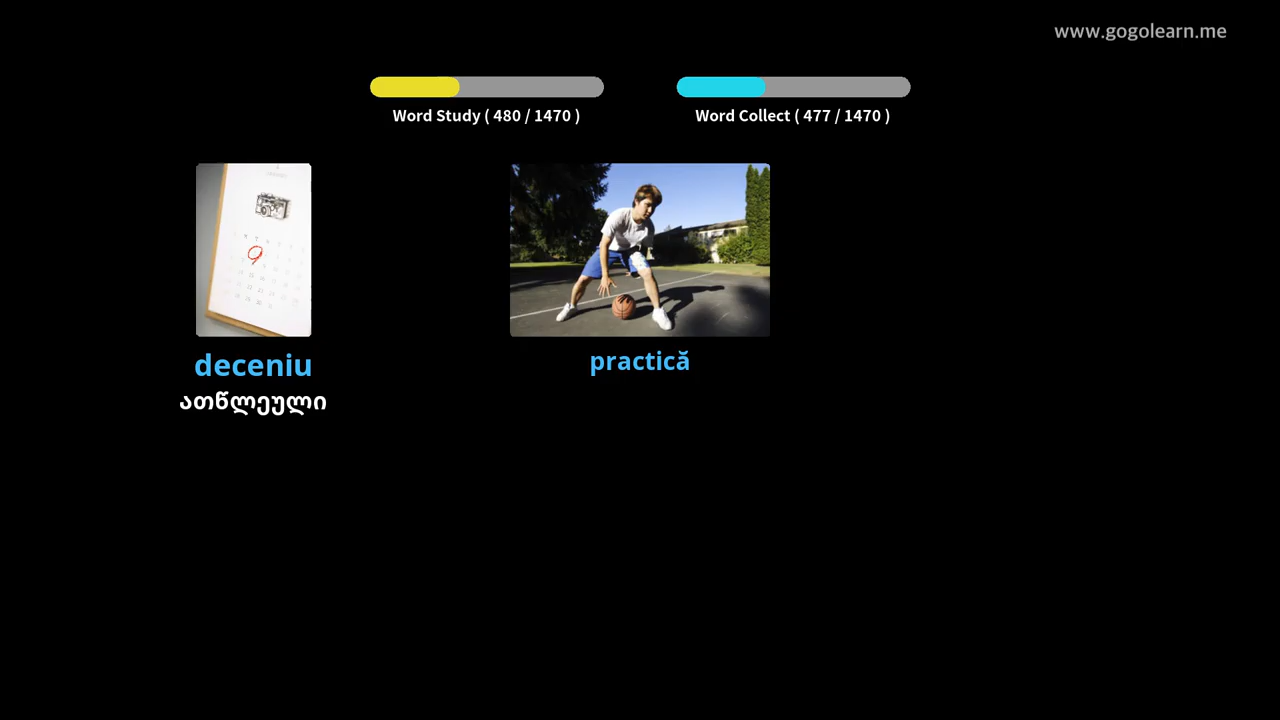 www.gogolearn.me
Word Study ( 480 / 1470 )
Word Collect ( 477 / 1470 )
deceniu
ათწლეული
practică